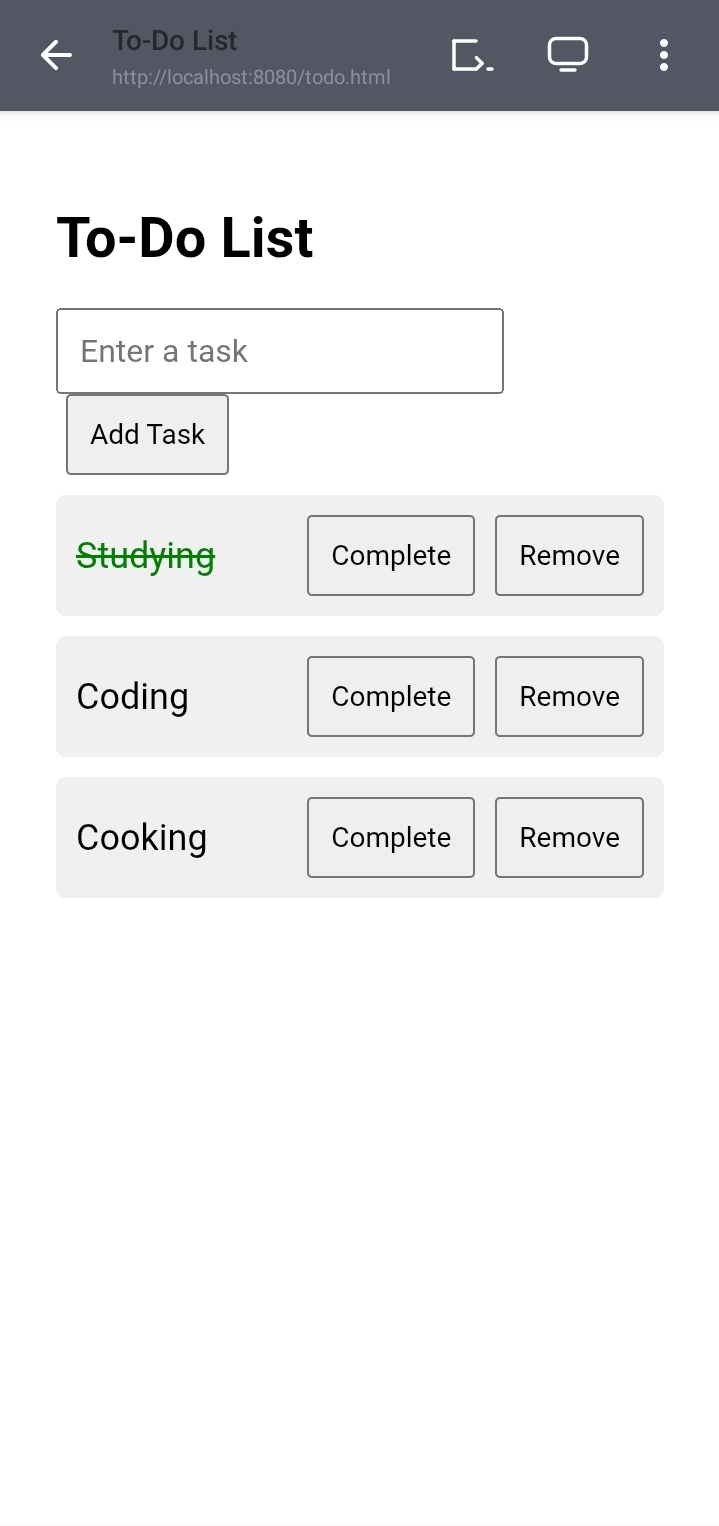 To-Do List
http://localhost:8080/todo.html
To-Do List
Enter a task
Add Task
Studying Complete Remove
Coding Complete Remove
Cooking Complete Remove